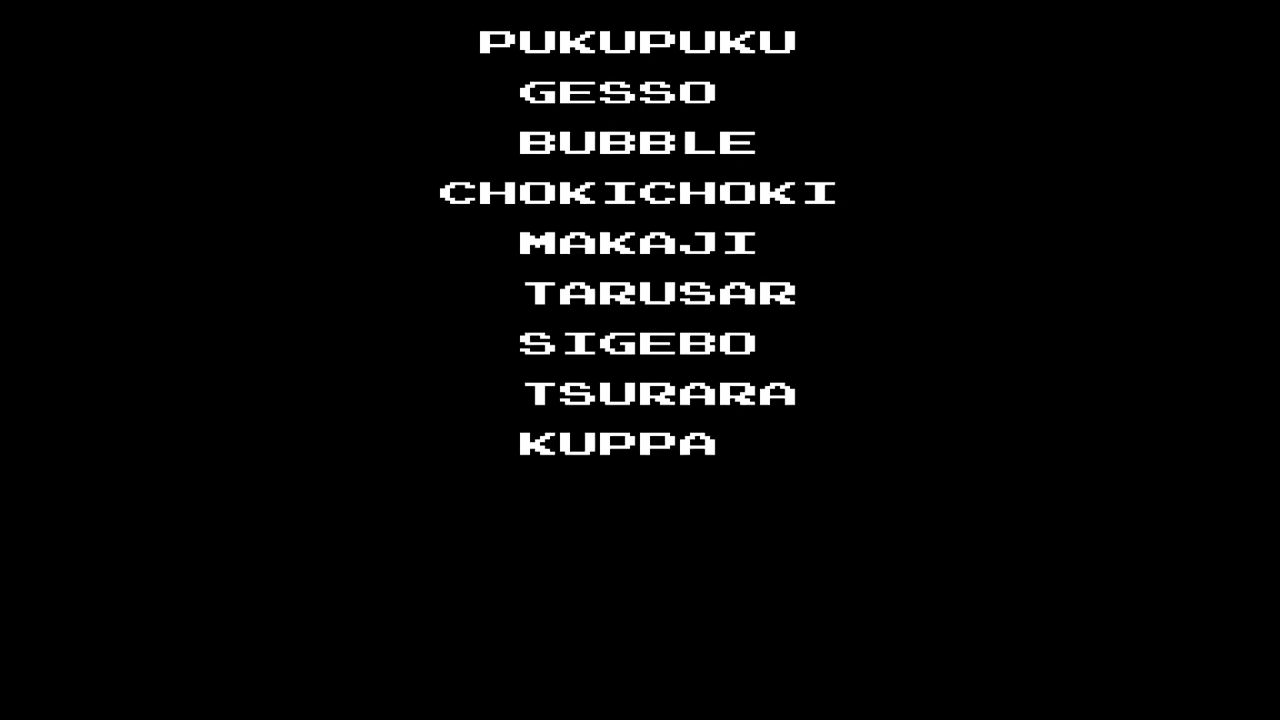 PUKUPUKU
GESSO
BUBBLE
CHOKICHOKI
MAKAJI
TARUSAR
SIGEBO
TSURARA
KUPPA